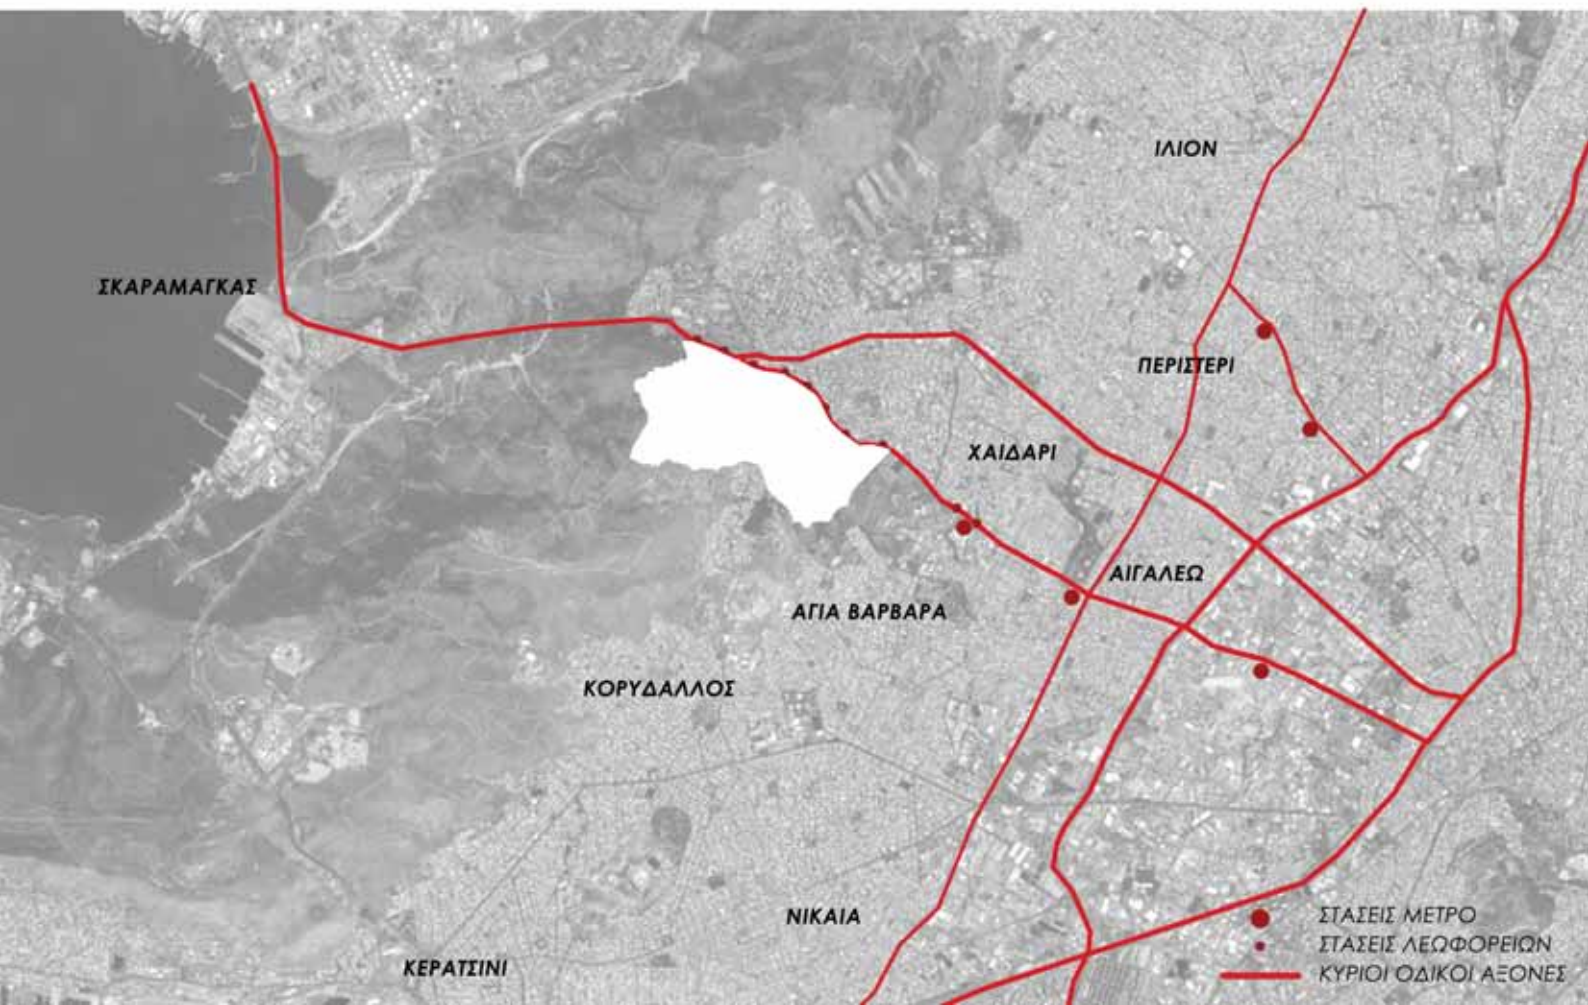 ΙΛΙΟΝ
ΣΚΑΡΑΜΑΓΚΑΣ
ΠΕΡΙΣΤΕΡΙ
ΧΑΙΔΑΡΙ
ΑΙΓΑΛΕΩ
ΑΓΙΑ ΒΑΡΒΑΡΑ
ΚΟΡΥΔΑΛΛΟΣ
ΝΙΚΑΙΑ
ΚΕΡΑΤΣΙΝΙ
ΣΤΑΣΕΙΣ ΜΕΤΡΟ
ΣΤΑΣΕΙΣ ΛΕΩΦΟΡΕΙΩΝ
ΚΥΡΙΟΙ ΟΔΙΚΟΙ ΑΞΟΝΕΣ